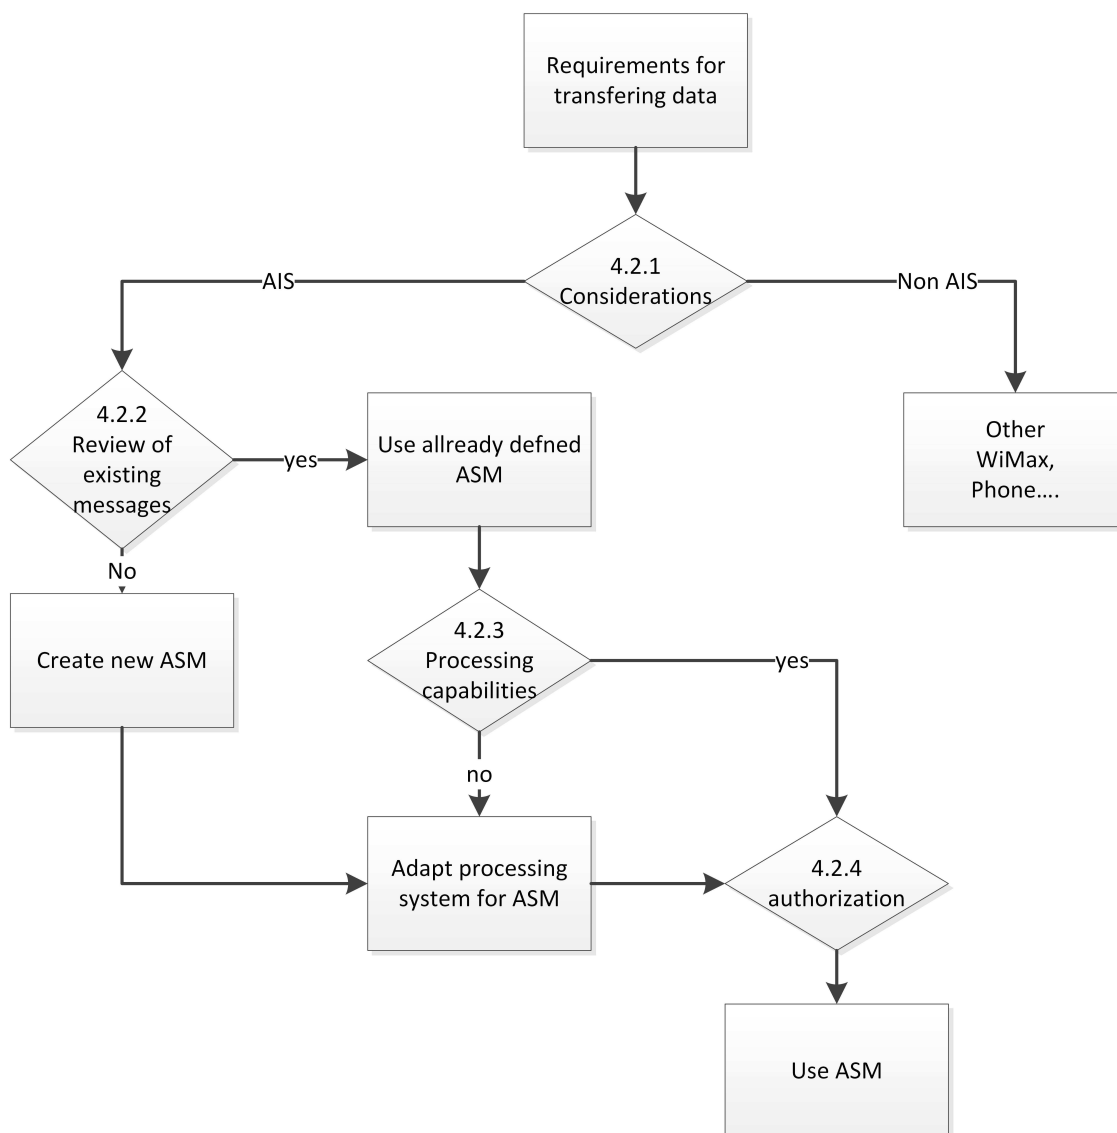 Requirements for
transfering data
4.2.1
Considerations
AIS
Non AIS
4.2.2
Review of
existing
messages
yes
Use allready defned
ASM
Other
WiMax,
Phone....
No
Create new ASM
4.2.3
Processing
capabilities
yes
no
Adapt processing
system for ASM
4.2.4
authorization
Use ASM